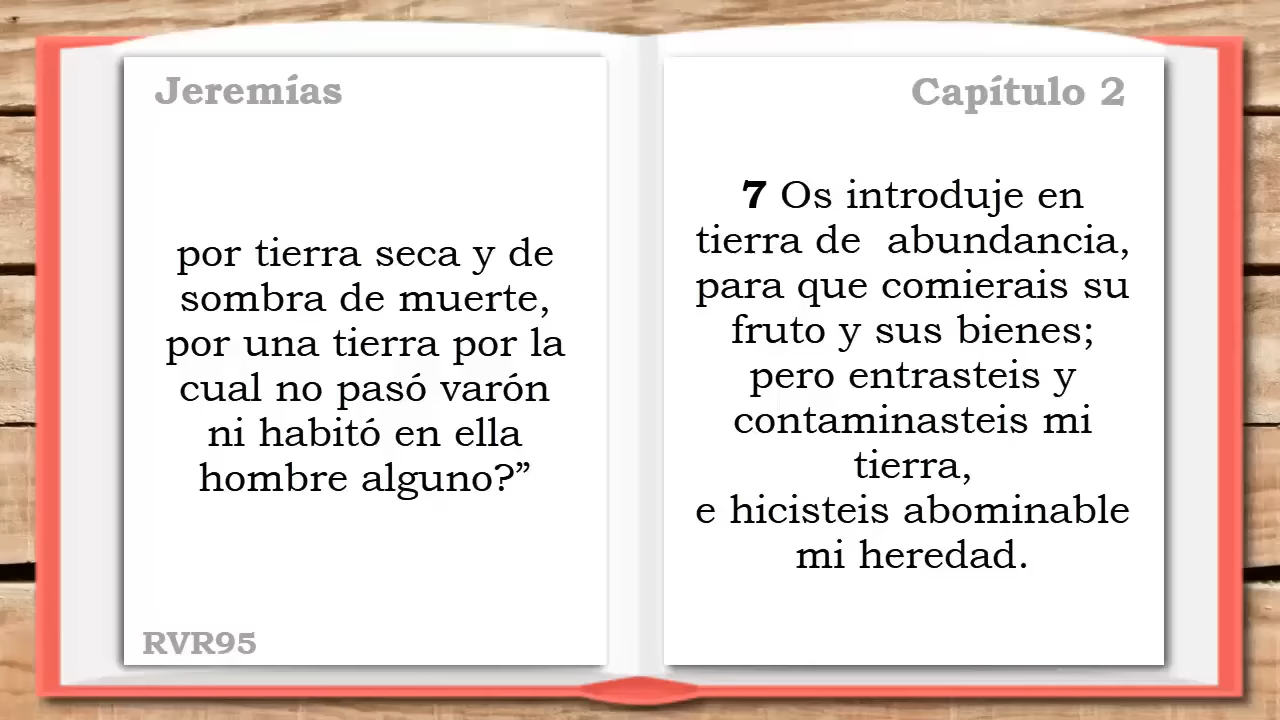 Jeremías
por tierra seca y de
sombra de muerte,
por una tierra por la
cual no pasó varón
ni habitó en ella
hombre alguno?”
RVR95
Capítulo 2
7 Os introduje en
tierra de  abundancia,
para que comierais su
fruto y sus bienes;
pero entrasteis y
contaminasteis mi
tierra,
e hicisteis abominable
mi heredad.